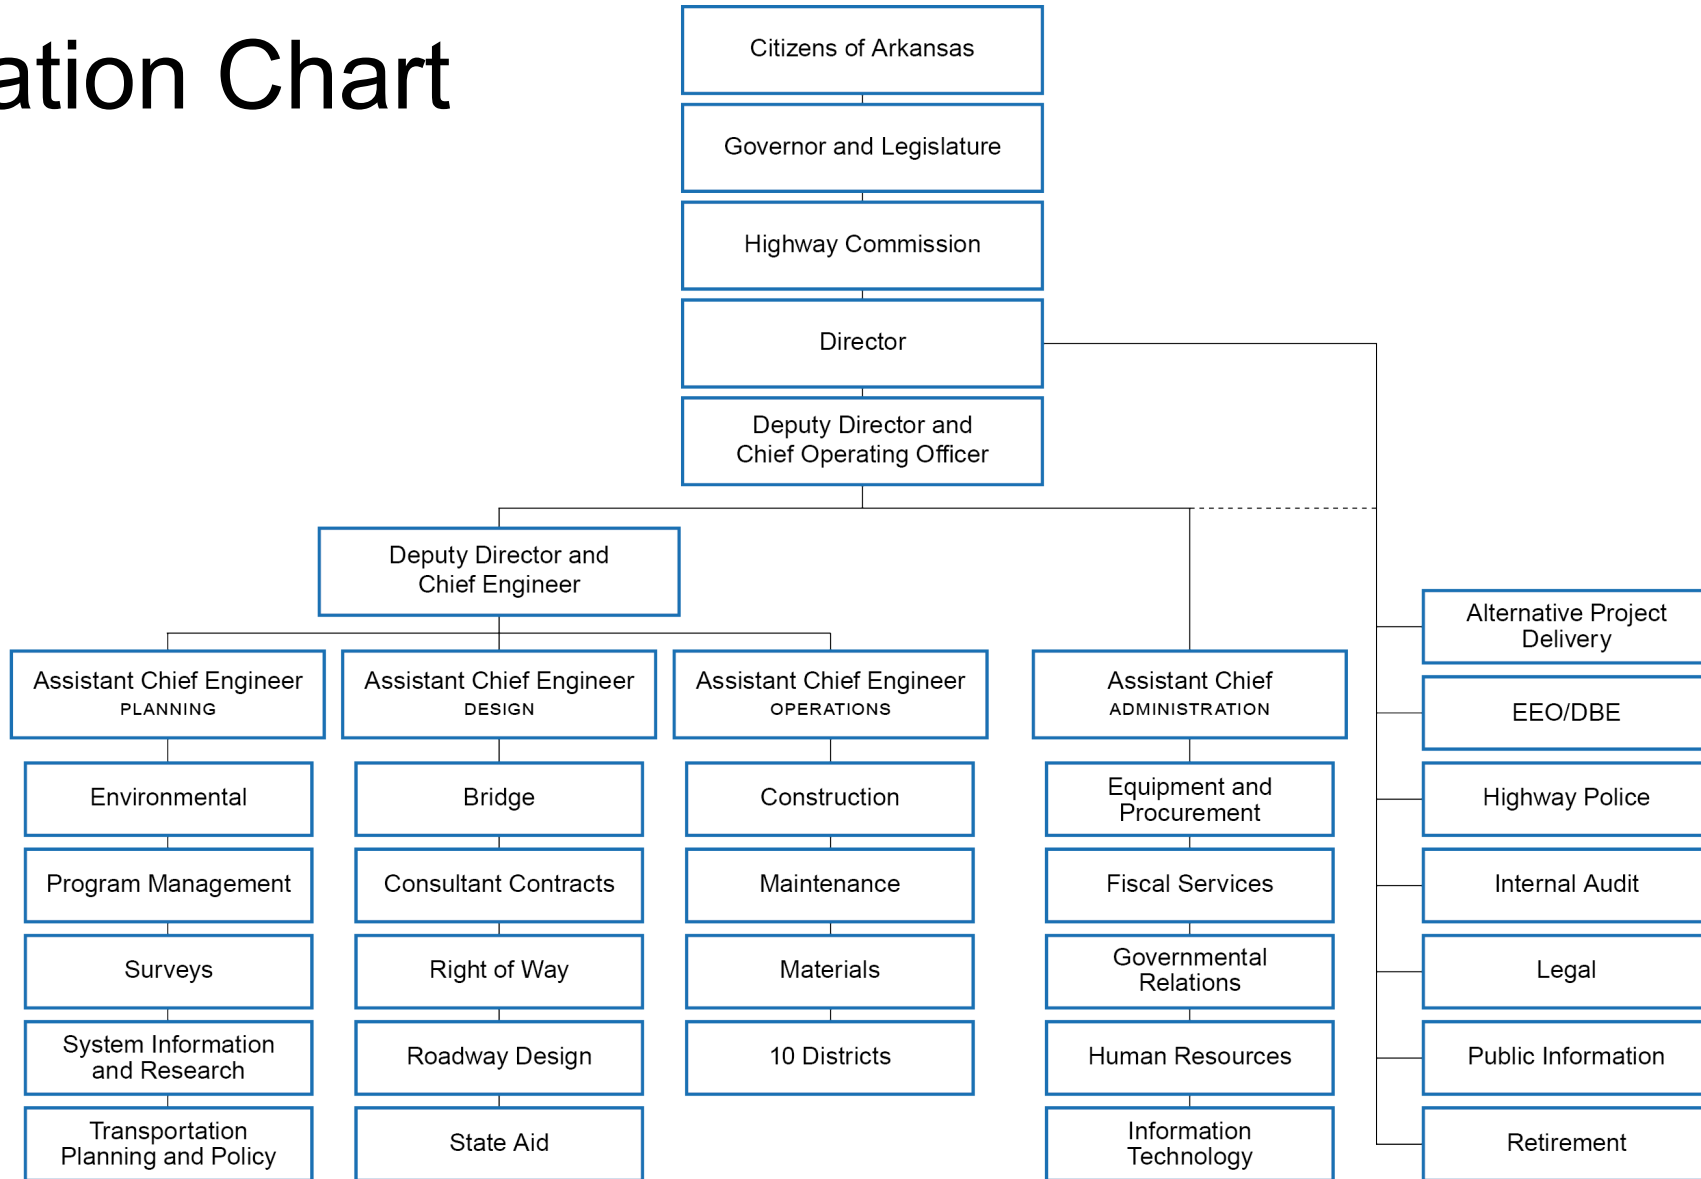 ation Chart
Citizens of Arkansas
Governor and Legislature
Highway Commission
Director
Deputy Director and
Chief Operating Officer
Deputy Director and
Chief Engineer
Assistant Chief Engineer
PLANNING
Environmental
Program Management
Surveys
System Information
and Research
Transportation
Planning and Policy
Assistant Chief Engineer
DESIGN
Bridge
Consultant Contracts
Right of Way
Roadway Design
State Aid
Assistant Chief Engineer
OPERATIONS
Construction
Maintenance
Materials
10 Districts
Assistant Chief
ADMINISTRATION
Equipment and
Procurement
Fiscal Services
Governmental
Relations
Human Resources
Information
Technology
Alternative Project
Delivery
EEO/DBE
Highway Police
Internal Audit
Legal
Public Information
Retirement